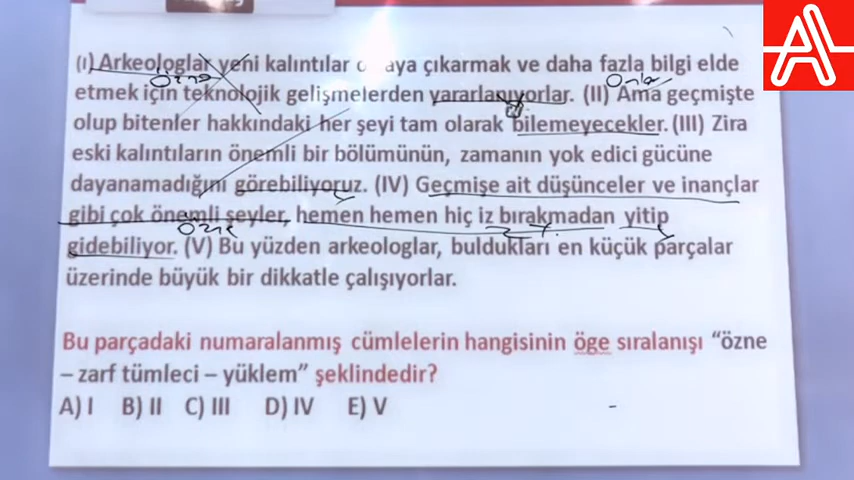 (I) Arkeologlar yeni kalıntılar aya çıkarmak ve daha fazla bilgi elde
Özne Onlar
etmek için teknolojik gelişmelerden yararlanıyorlar. (II) Ama geçmişte
olup bitenler hakkındaki her şeyi tam olarak bilemeyecekler. (III) Zira
eski kalıntıların önemli bir bölümünün, zamanın yok edici gücüne
dayanamadığını görebiliyoruz. (IV) Geçmişe ait düşünceler ve inançlar
gibi çok önemli şeyler, hemen hemen hiç iz bırakmadan yitip
Özne z.t.
gidebiliyor. (V) Bu yüzden arkeologlar, buldukları en küçük parçalar
üzerinde büyük bir dikkatle çalışıyorlar.
Bu parçadaki numaralanmış cümlelerin hangisinin öge sıralanışı “özne
– zarf tümleci – yüklem” şeklindedir?
A) I B) II C) III D) IV E) V